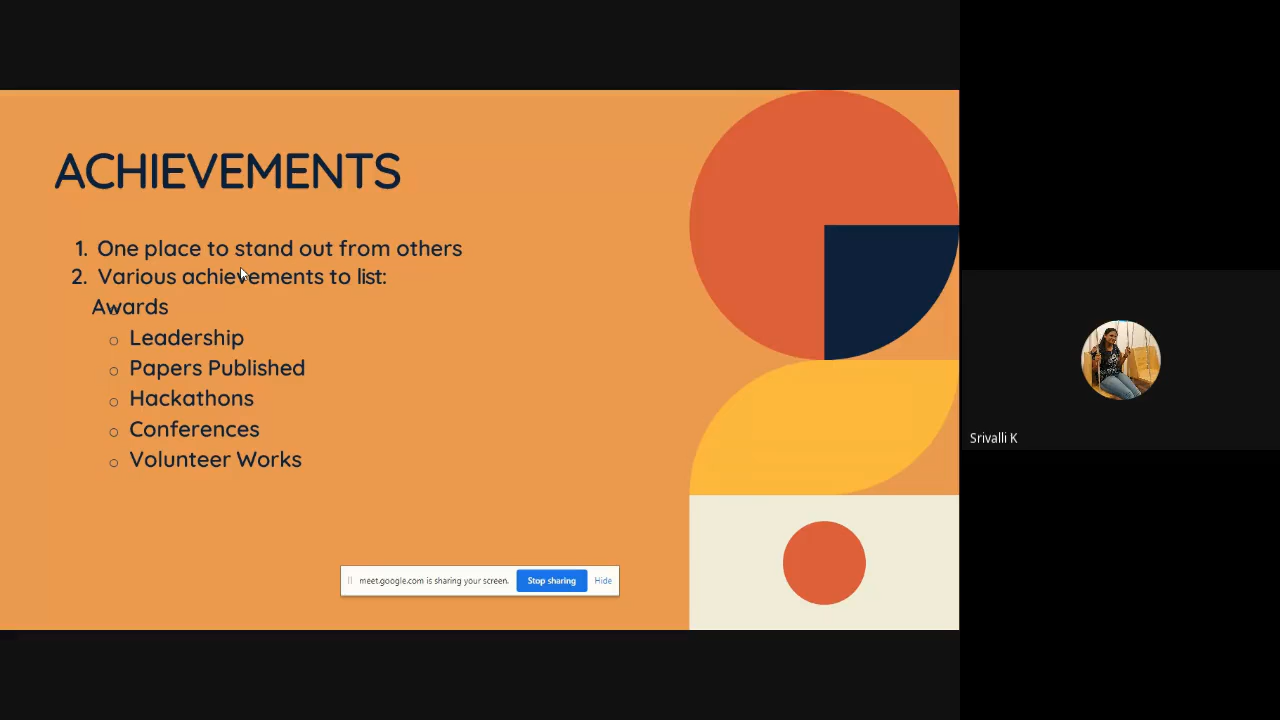 ACHIEVEMENTS
1. One place to stand out from others
2. Various achievements to list:
Awards
Leadership
Papers Published
Hackathons
Conferences
Volunteer Works
meet.google.com is sharing your screen. Stop sharing Hide
Srivalli K